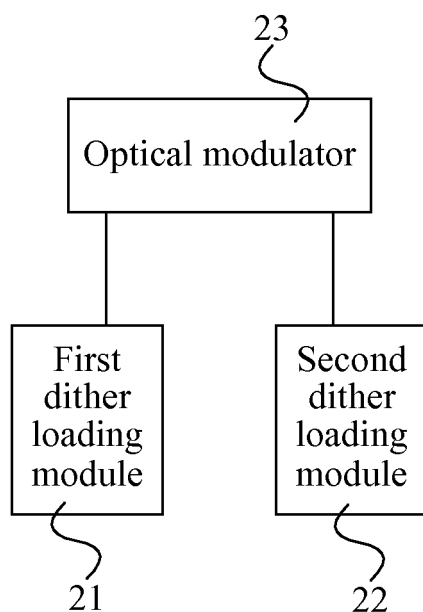 23
Optical modulator
First
dither
loading
module
Second
dither
loading
module
21
22